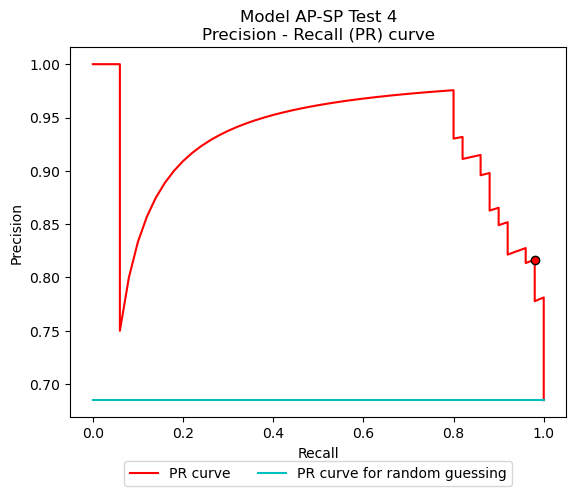 Model AP-SP Test 4
Precision - Recall (PR) curve
1.00
0.95
0.90
0.85
0.80
0.75
0.70
Precision
0.0 0.2 0.4 0.6 0.8 1.0
Recall
PR curve PR curve for random guessing